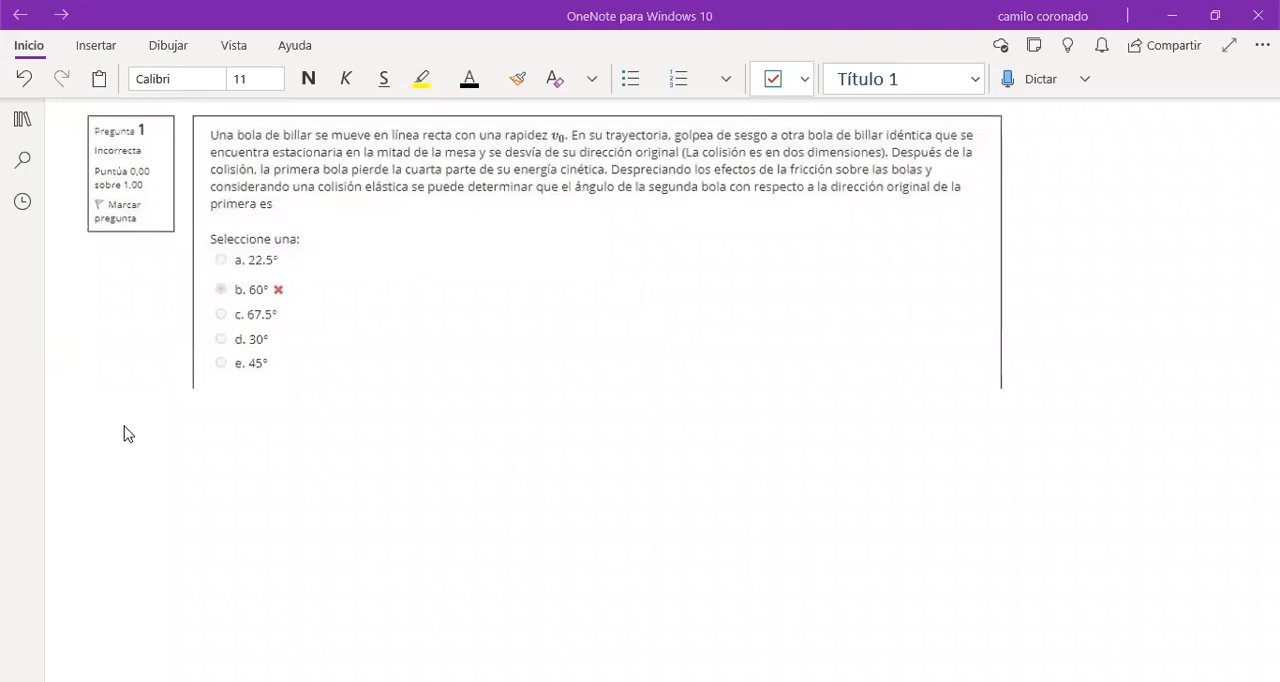 OneNote para Windows 10
camilo coronado
Inicio
Insertar
Dibujar
Vista
Ayuda
Compartir
Calibri
11
N
K
S
A
A
Título 1
Dictar
Pregunta 1
Incorrecta
Puntúa 0,00
sobre 1,00
Marcar
pregunta
Una bola de billar se mueve en línea recta con una rapidez v₀. En su trayectoria, golpea de sesgo a otra bola de billar idéntica que se
encuentra estacionaria en la mitad de la mesa y se desvía de su dirección original (La colisión es en dos dimensiones). Después de la
colisión, la primera bola pierde la cuarta parte de su energía cinética. Despreciando los efectos de la fricción sobre las bolas y
considerando una colisión elástica se puede determinar que el ángulo de la segunda bola con respecto a la dirección original de la
primera es
Seleccione una:
a. 22.5°
b. 60°
c. 67.5°
d. 30°
e. 45°